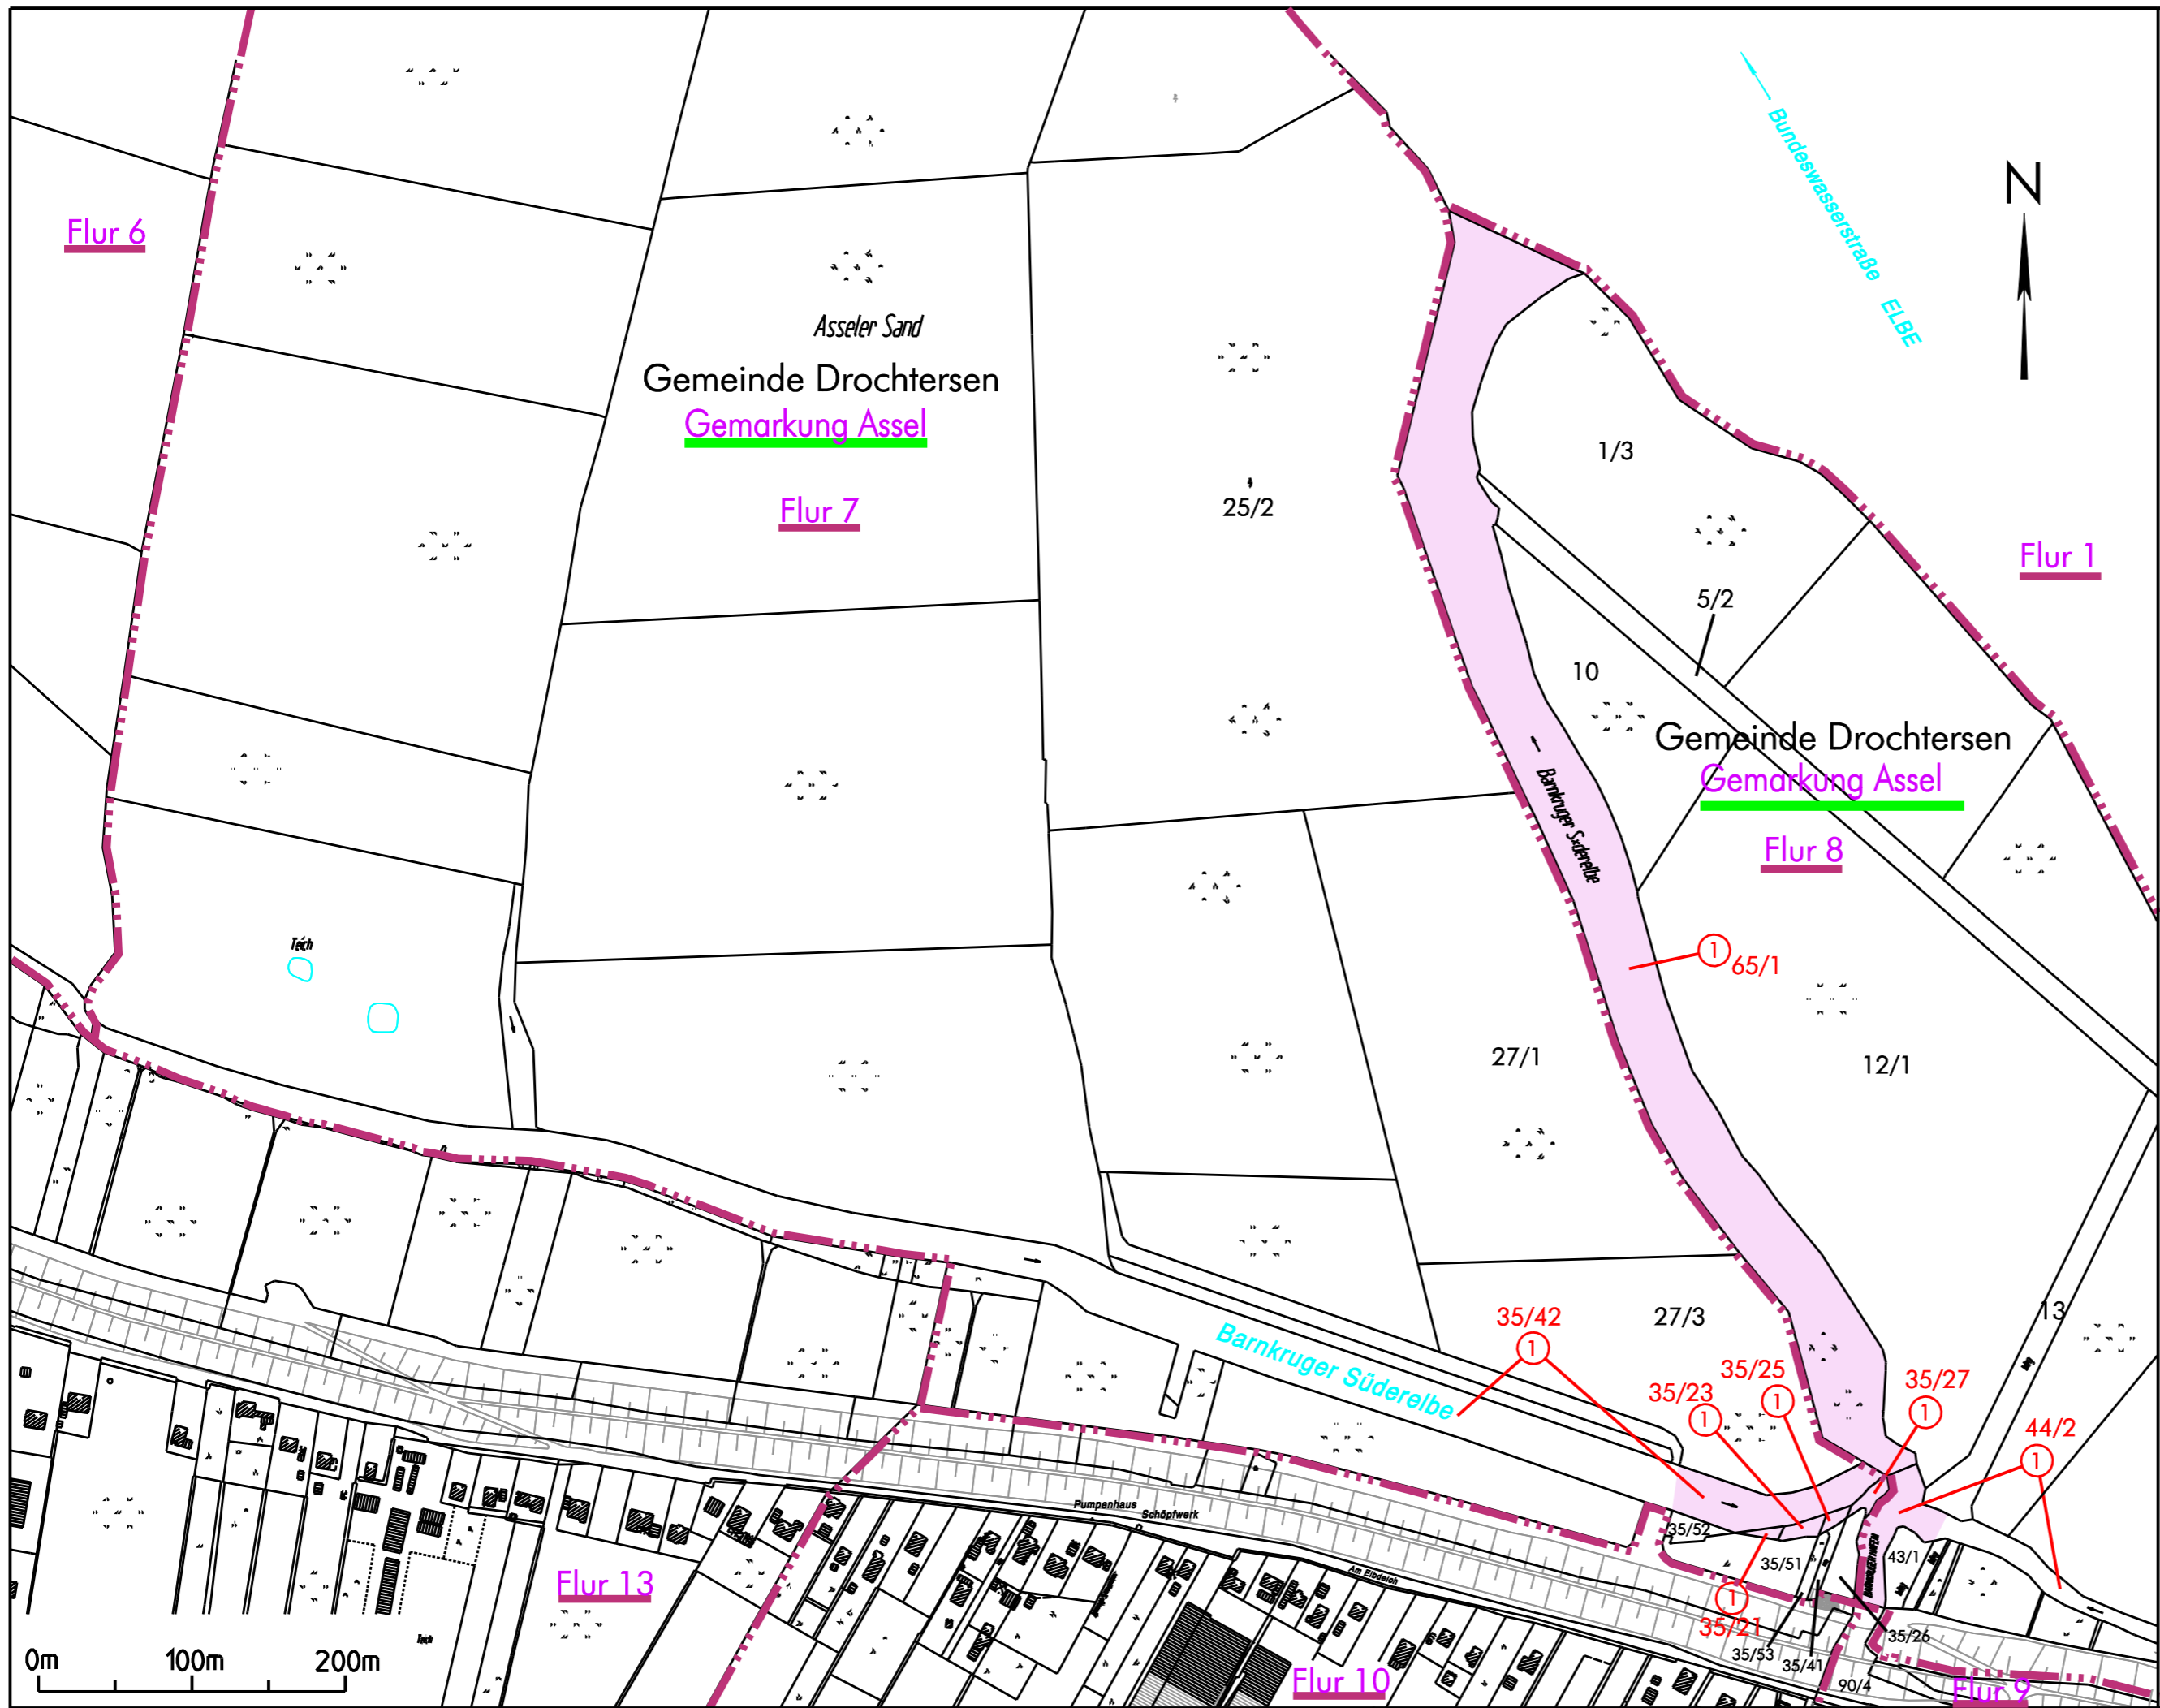 Bundeswasserstraße ELBE
N
Flur 6
Asseler Sand
Gemeinde Drochtersen
Gemarkung Assel
Flur 7
25/2
1/3
Flur 1
5/2
10
Gemeinde Drochtersen
Gemarkung Assel
Flur 8
Barnkruger S×derelbe
1
65/1
Teich
27/1
12/1
13
27/3
35/42
1
Barnkruger Süderelbe
35/25
1
35/23
1
35/27
1
44/2
1
Pumpenhaus
Schöpfwerk
35/52
35/51
43/1
Am Elbdeich
1
35/21
35/53
35/41
35/26
90/4
Flur 13
Flur 10
Flur 9
Teich
0m
100m
200m